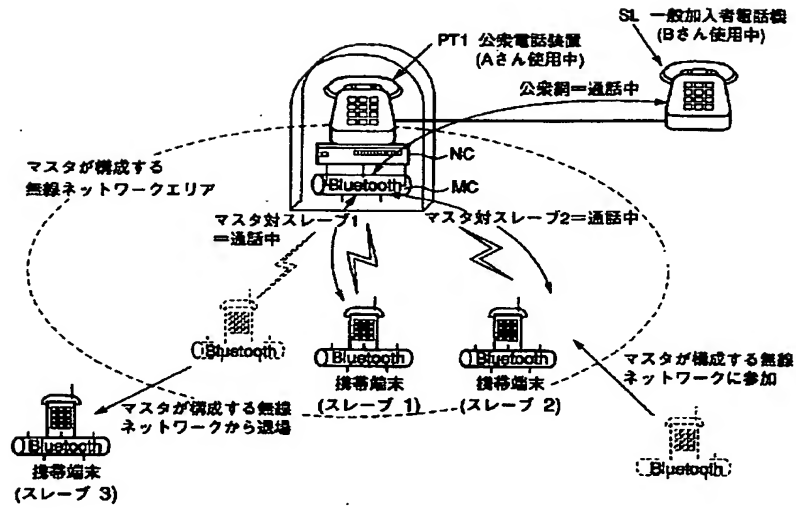 SL 一般加入者電話機
(Bさん使用中)
PT1 公衆電話装置
(Aさん使用中)
公衆網＝通話中
NC
マスタが構成する
無線ネットワークエリア
Bluetooth
MC
マスタ対スレーブ1
＝通話中
マスタ対スレーブ2＝通話中
Bluetooth
Bluetooth
Bluetooth
携帯端末
(スレーブ 1)
携帯端末
(スレーブ 2)
マスタが構成する無線
ネットワークに参加
マスタが構成する無線
ネットワークから退場
Bluetooth
携帯端末
(スレーブ 3)
Bluetooth